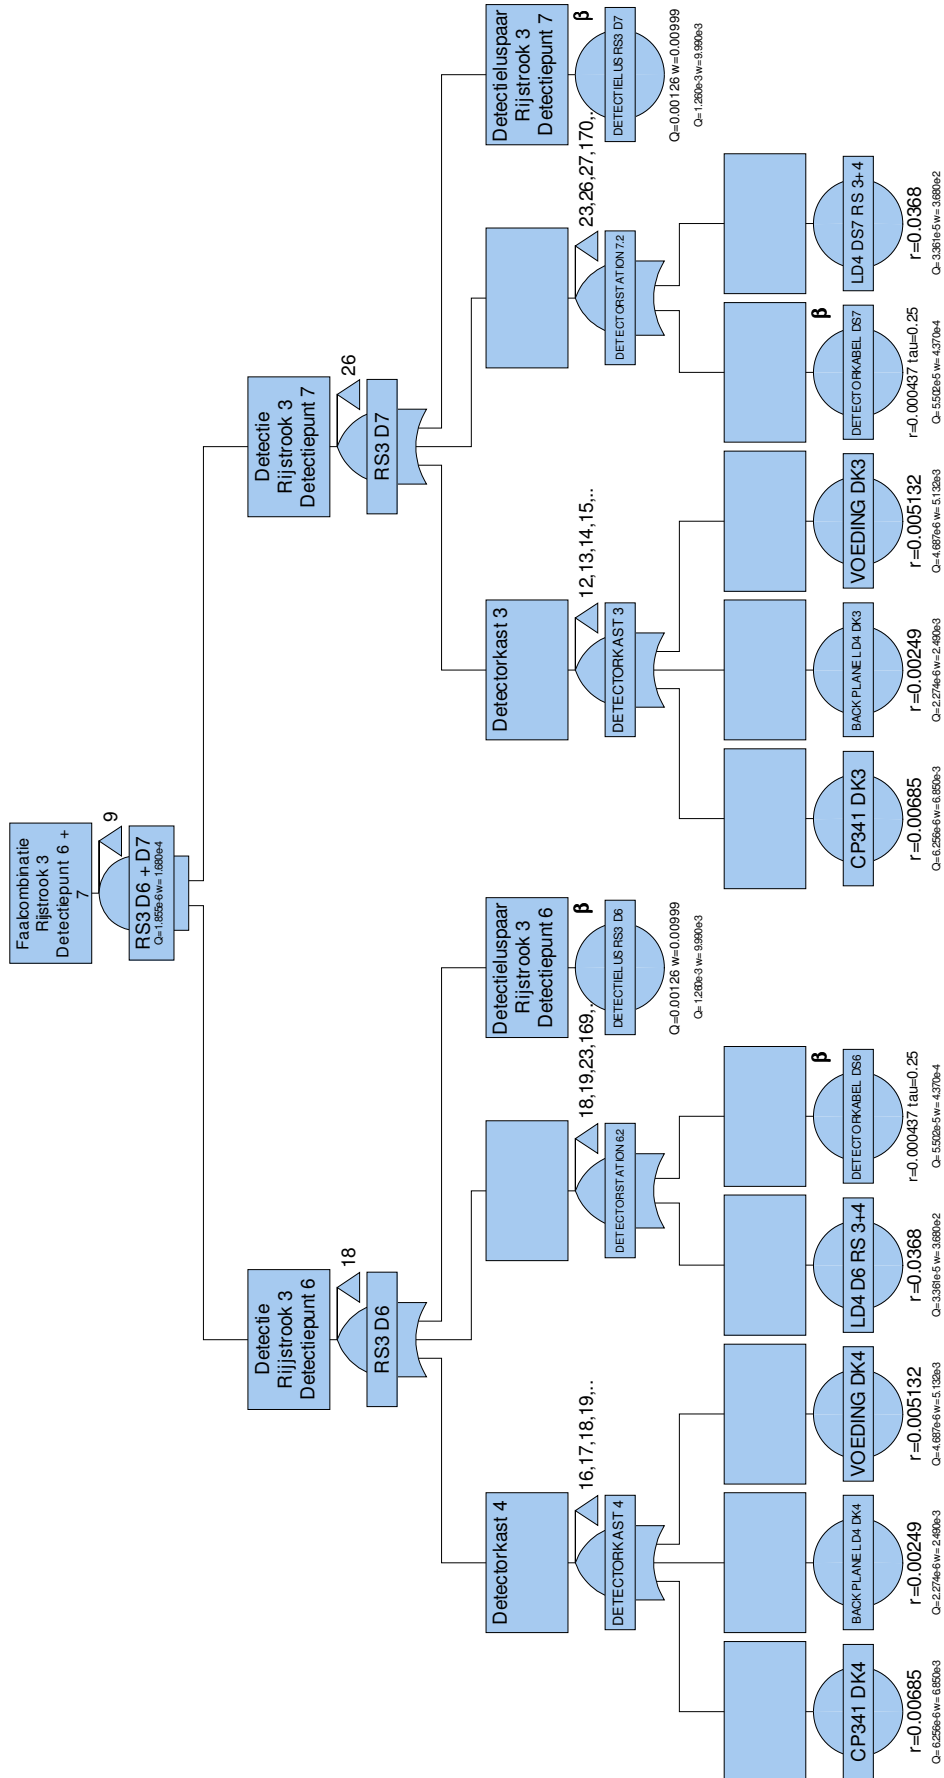 Faalcombinatie
Rijstrook 3
Detectiepunt 6 +
7
9
RS3 D6 + D7
Q=1.855e-6 w= 1.680e-4
Detectie
Rijjstrook 3
Detectiepunt 6
18
RS3 D6
Detectie
Rijstrook 3
Detectiepunt 7
26
RS3 D7
Detectorkast 4
16,17,18,19,..
DETECTORKAST 4
18,19,23,169,..
DETECTORSTATION 6.2
Detectieluspaar
Rijstrook 3
Detectiepunt 6
β
DETECTIELUS RS3 D6
Q=0.00126 w=0.00999
Q=1.260e-3 w=9.990e-3
Detectorkast 3
12,13,14,15,..
DETECTORKAST 3
23,26,27,170,..
DETECTORSTATION 7.2
Detectieluspaar
Rijstrook 3
Detectiepunt 7
β
DETECTIELUS RS3 D7
Q=0.00126 w=0.00999
Q=1.260e-3 w=9.990e-3
CP341 DK4
r=0.00685
Q=6.256e-6 w=6.850e-3
BACKPLANE LD4 DK4
r=0.00249
Q=2.274e-6 w=2.490e-3
VOEDING DK4
r=0.005132
Q=4.687e-6 w=5.132e-3
LD4 D6 RS 3+4
r=0.0368
Q=3.361e-5 w=3.680e-2
β
DETECTORKABEL DS6
r=0.000437 tau=0.25
Q=5.502e-5 w=4.370e-4
CP341 DK3
r=0.00685
Q=6.256e-6 w=6.850e-3
BACKPLANE LD4 DK3
r=0.00249
Q=2.274e-6 w=2.490e-3
VOEDING DK3
r=0.005132
Q=4.687e-6 w=5.132e-3
β
DETECTORKABEL DS7
r=0.000437 tau=0.25
Q=5.502e-5 w=4.370e-4
LD4 DS7 RS 3+4
r=0.0368
Q=3.361e-5 w=3.680e-2